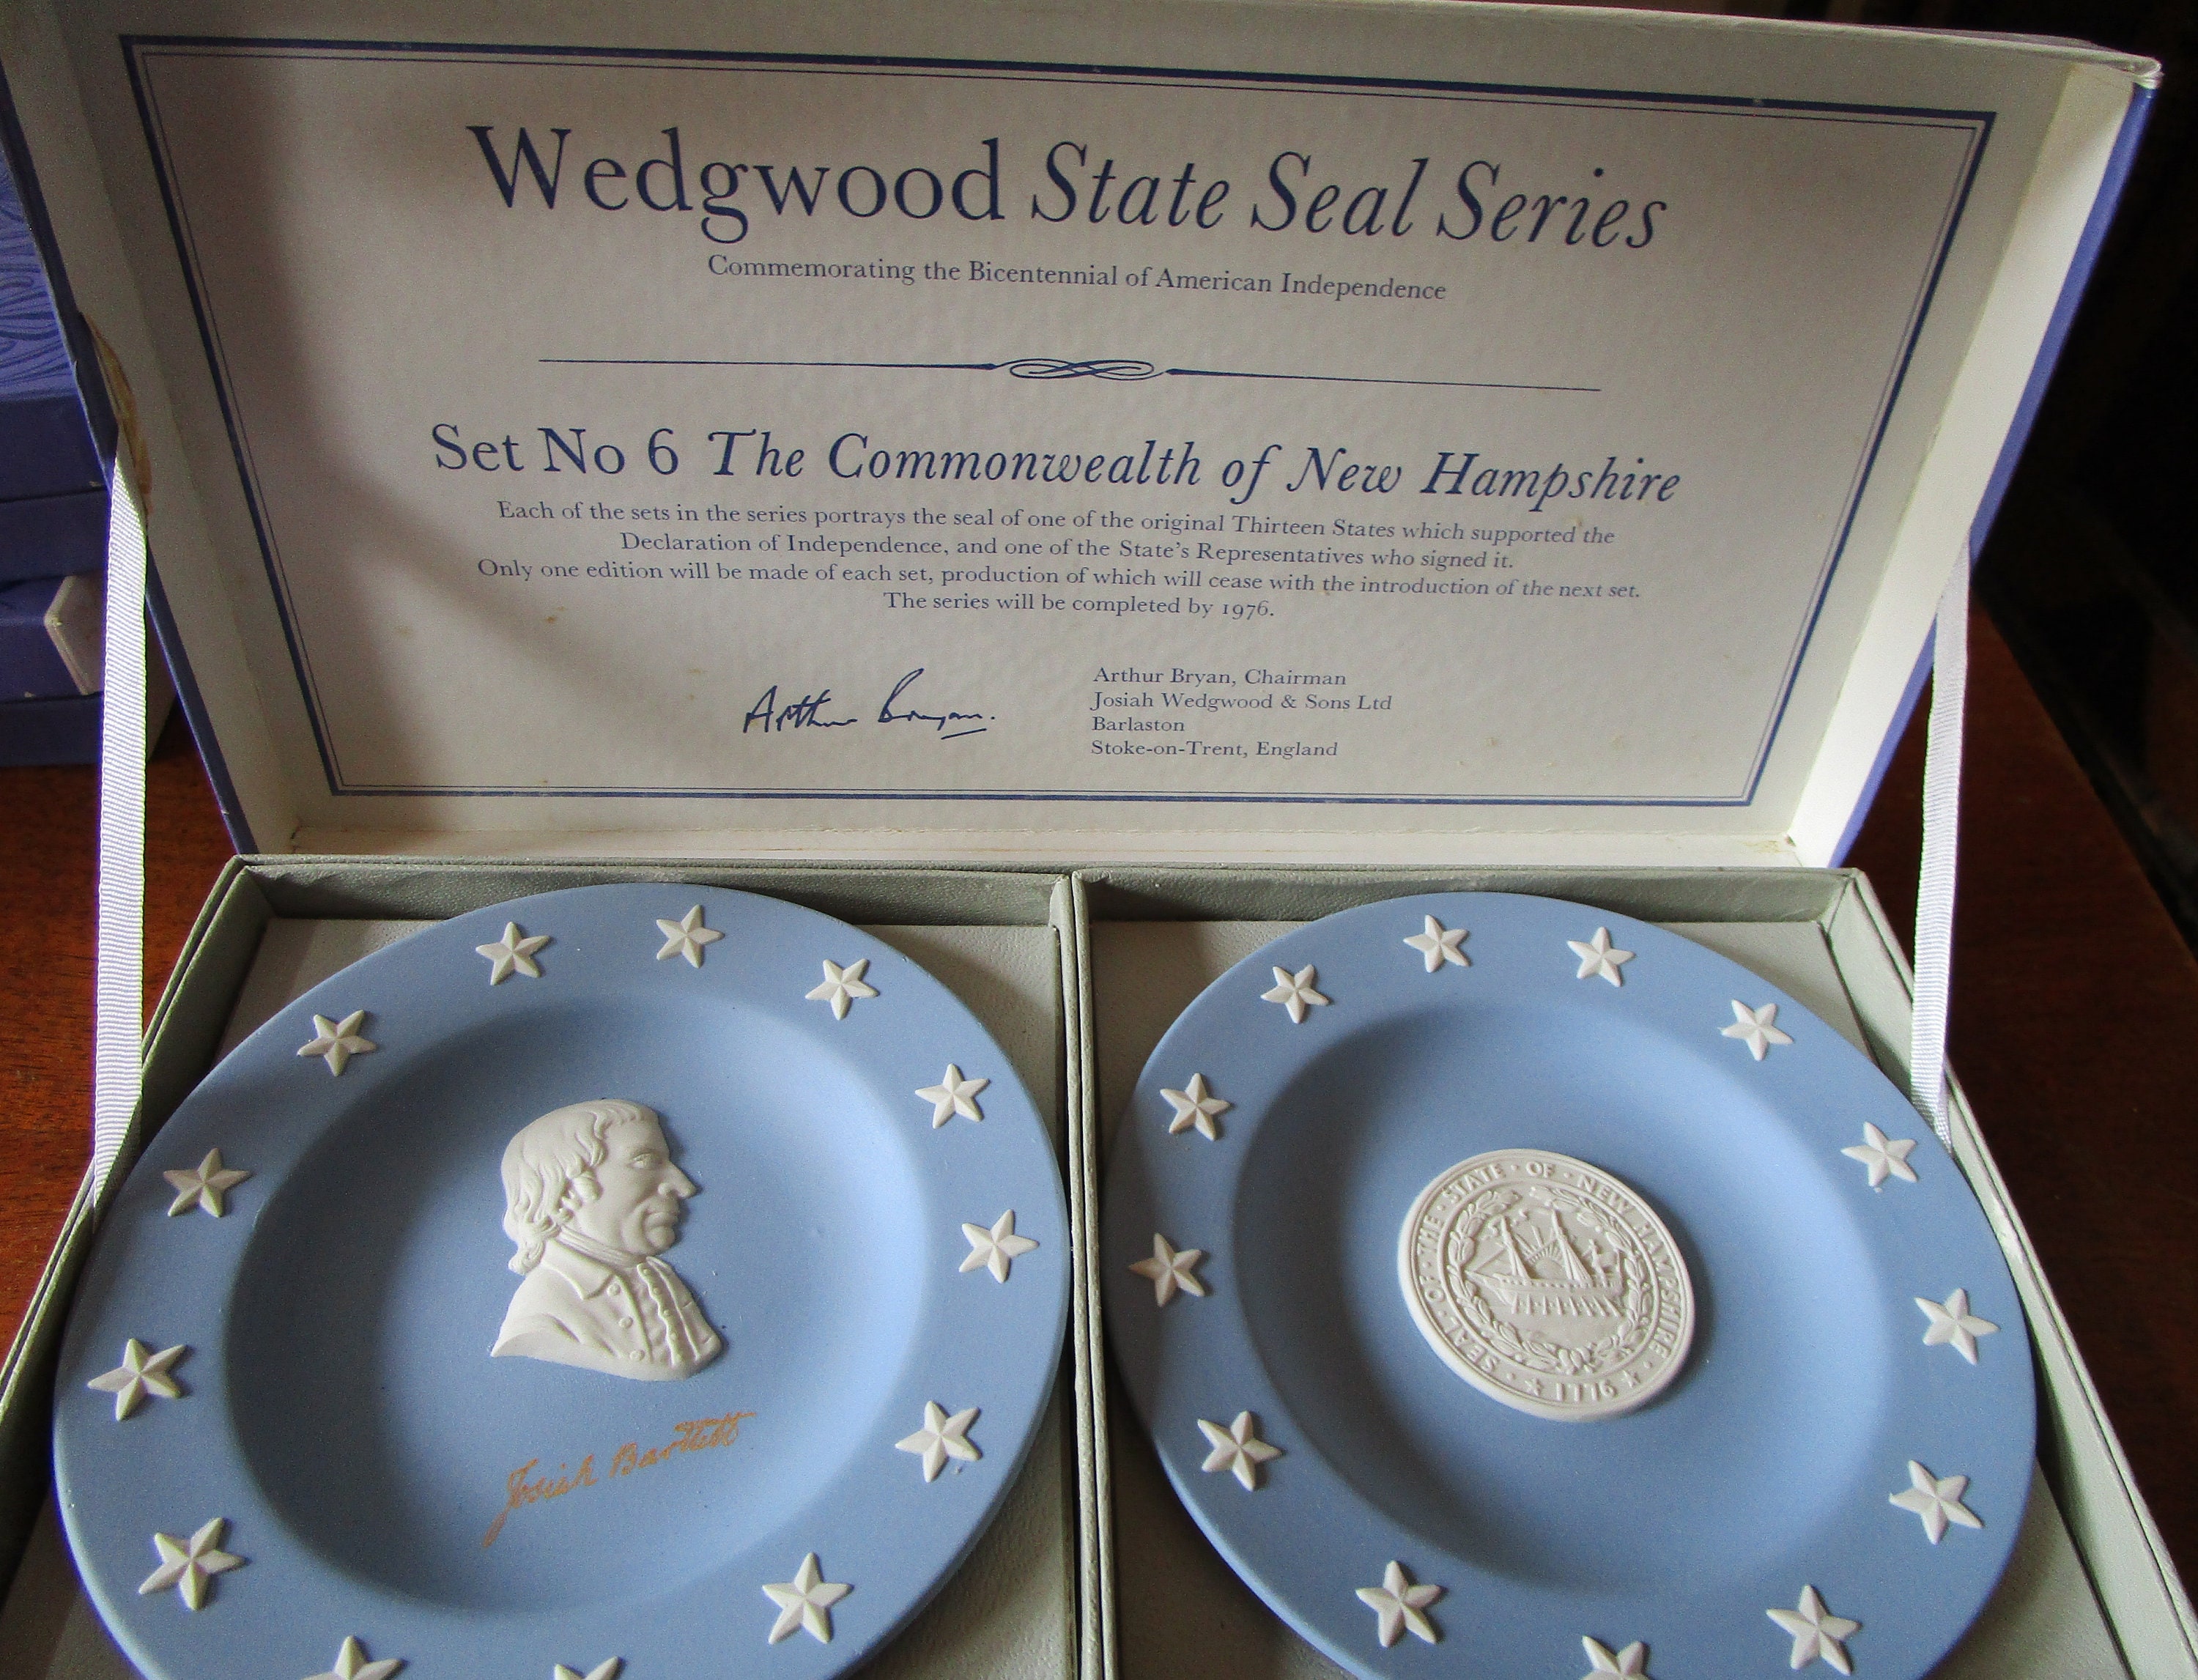 Wedgwood State Seal Series
Commemorating the Bicentennial of American Independence
Set No 6 The Commonwealth of New Hampshire
Each of the sets in the series portrays the seal of one of the original Thirteen States which supported the
Declaration of Independence, and one of the State's Representatives who signed it.
Only one edition will be made of each set, production of which will cease with the introduction of the next set.
The series will be completed by 1976.
Arthur Bryan.
Arthur Bryan, Chairman
Josiah Wedgwood & Sons Ltd
Barlaston
Stoke-on-Trent, England
Josiah Bartlett
SEAL · OF · THE · STATE · OF · NEW HAMPSHIRE
1776